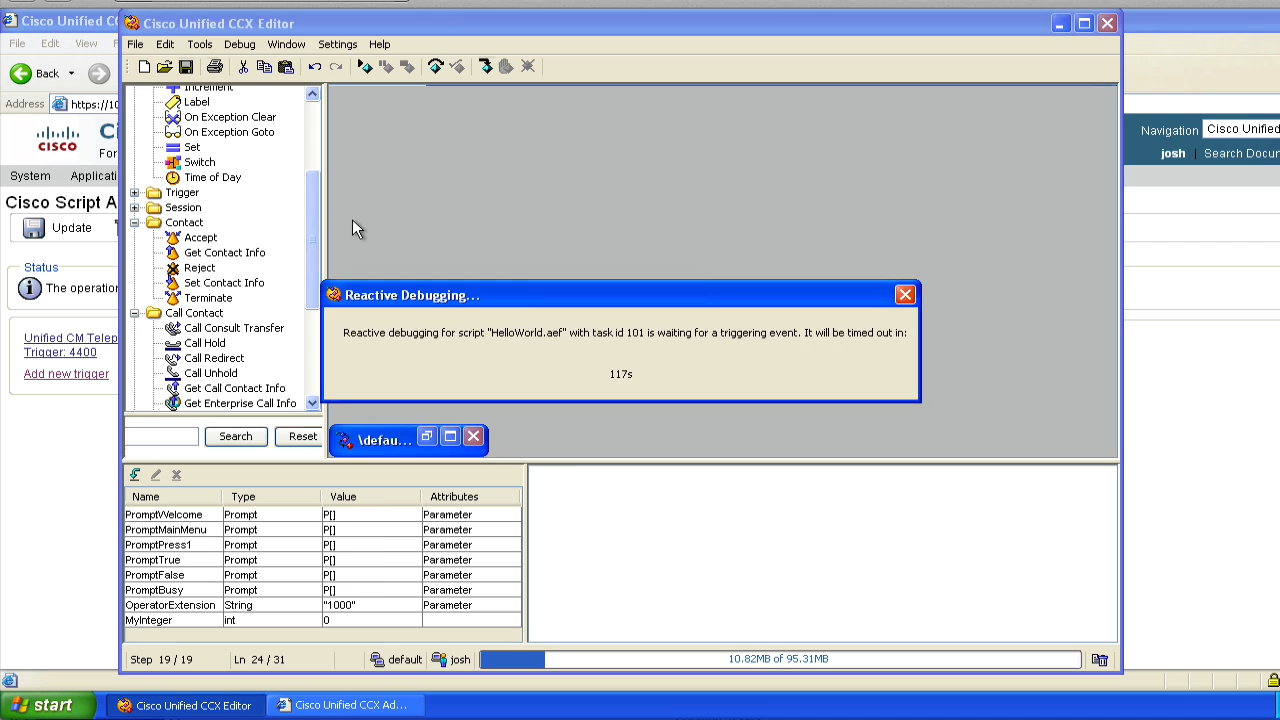 Cisco Unified CC
Cisco Unified CCX Editor
File Edit View
File Edit Tools Debug Window Settings Help
Back
Address https://10
Navigation Cisco Unified
cisco
Ci
For
josh | Search Docum
System Applicati
Cisco Script A
Update
Status
The operation
Unified CM Telep
Trigger: 4400
Add new trigger
Increment
Label
On Exception Clear
On Exception Goto
Set
Switch
Time of Day
Trigger
Session
Contact
Accept
Get Contact Info
Reject
Set Contact Info
Terminate
Call Contact
Call Consult Transfer
Call Hold
Call Redirect
Call Unhold
Get Call Contact Info
Get Enterprise Call Info
Search Reset
Reactive Debugging...
Reactive debugging for script "HelloWorld.aef" with task id 101 is waiting for a triggering event. It will be timed out in:
117s
\defau...
Name Type Value Attributes
PromptWelcome Prompt P[] Parameter
PromptMainMenu Prompt P[] Parameter
PromptPress1 Prompt P[] Parameter
PromptTrue Prompt P[] Parameter
PromptFalse Prompt P[] Parameter
PromptBusy Prompt P[] Parameter
OperatorExtension String "1000" Parameter
MyInteger int 0
Step 19 / 19 Ln 24 / 31 default josh 10.82MB of 95.31MB
start Cisco Unified CCX Editor Cisco Unified CCX Ad...